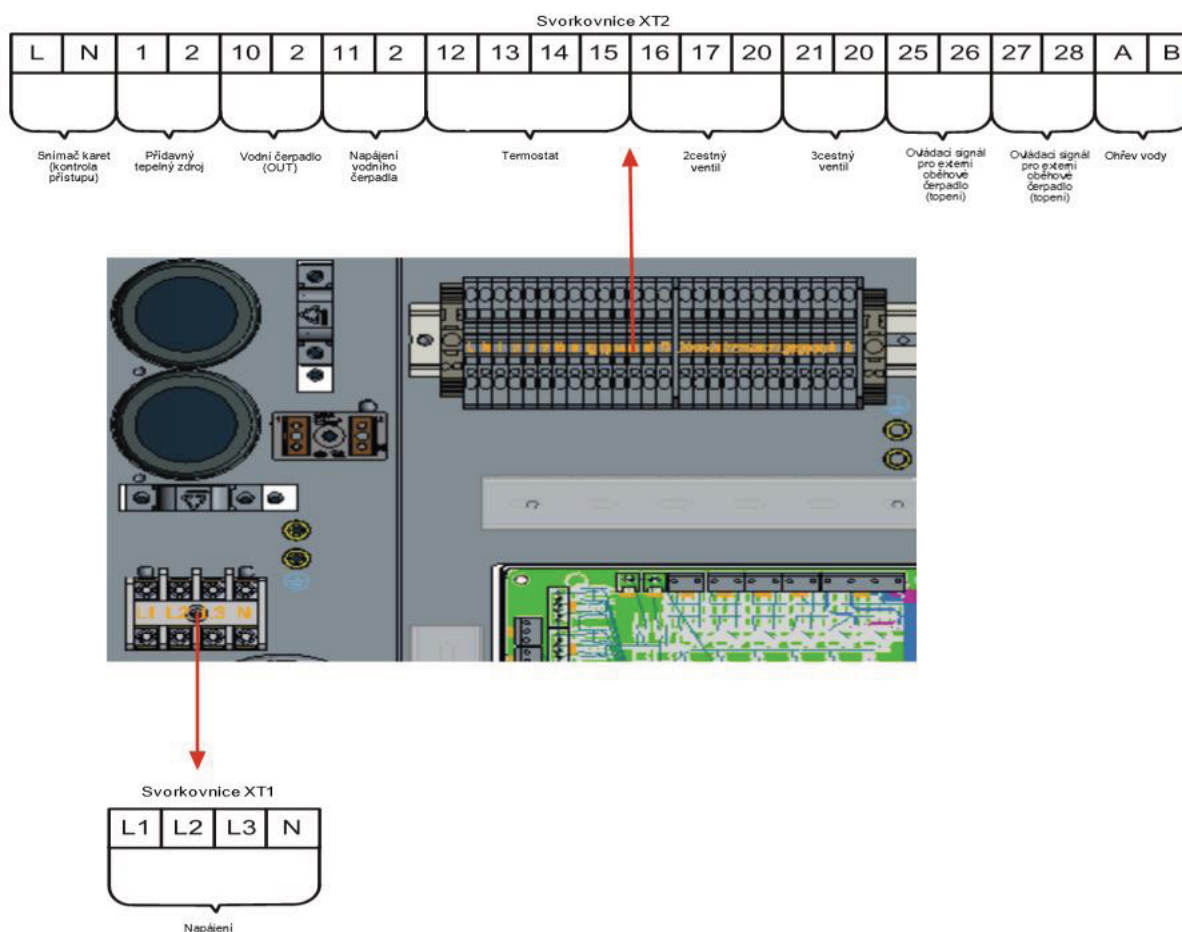 Svorkovnice XT2
L N 1 2 10 2 11 2 12 13 14 15 16 17 20 21 20 25 26 27 28 A B
Snímač karet
(kontrola
přístupu)
Přídavný
tepelný zdroj
Vodní čerpadlo
(OUT)
Napájení
vodního
čerpadla
Termostat
2cestný
ventil
3cestný
ventil
Ovládací signál
pro externí
oběhové
čerpadlo
(topení)
Ovládací signál
pro externí
oběhové
čerpadlo
(topení)
Ohřev vody
L1 L2 L3 N
Svorkovnice XT1
L1 L2 L3 N
Napájení